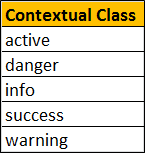 Contextual Class
active
danger
info
success
warning